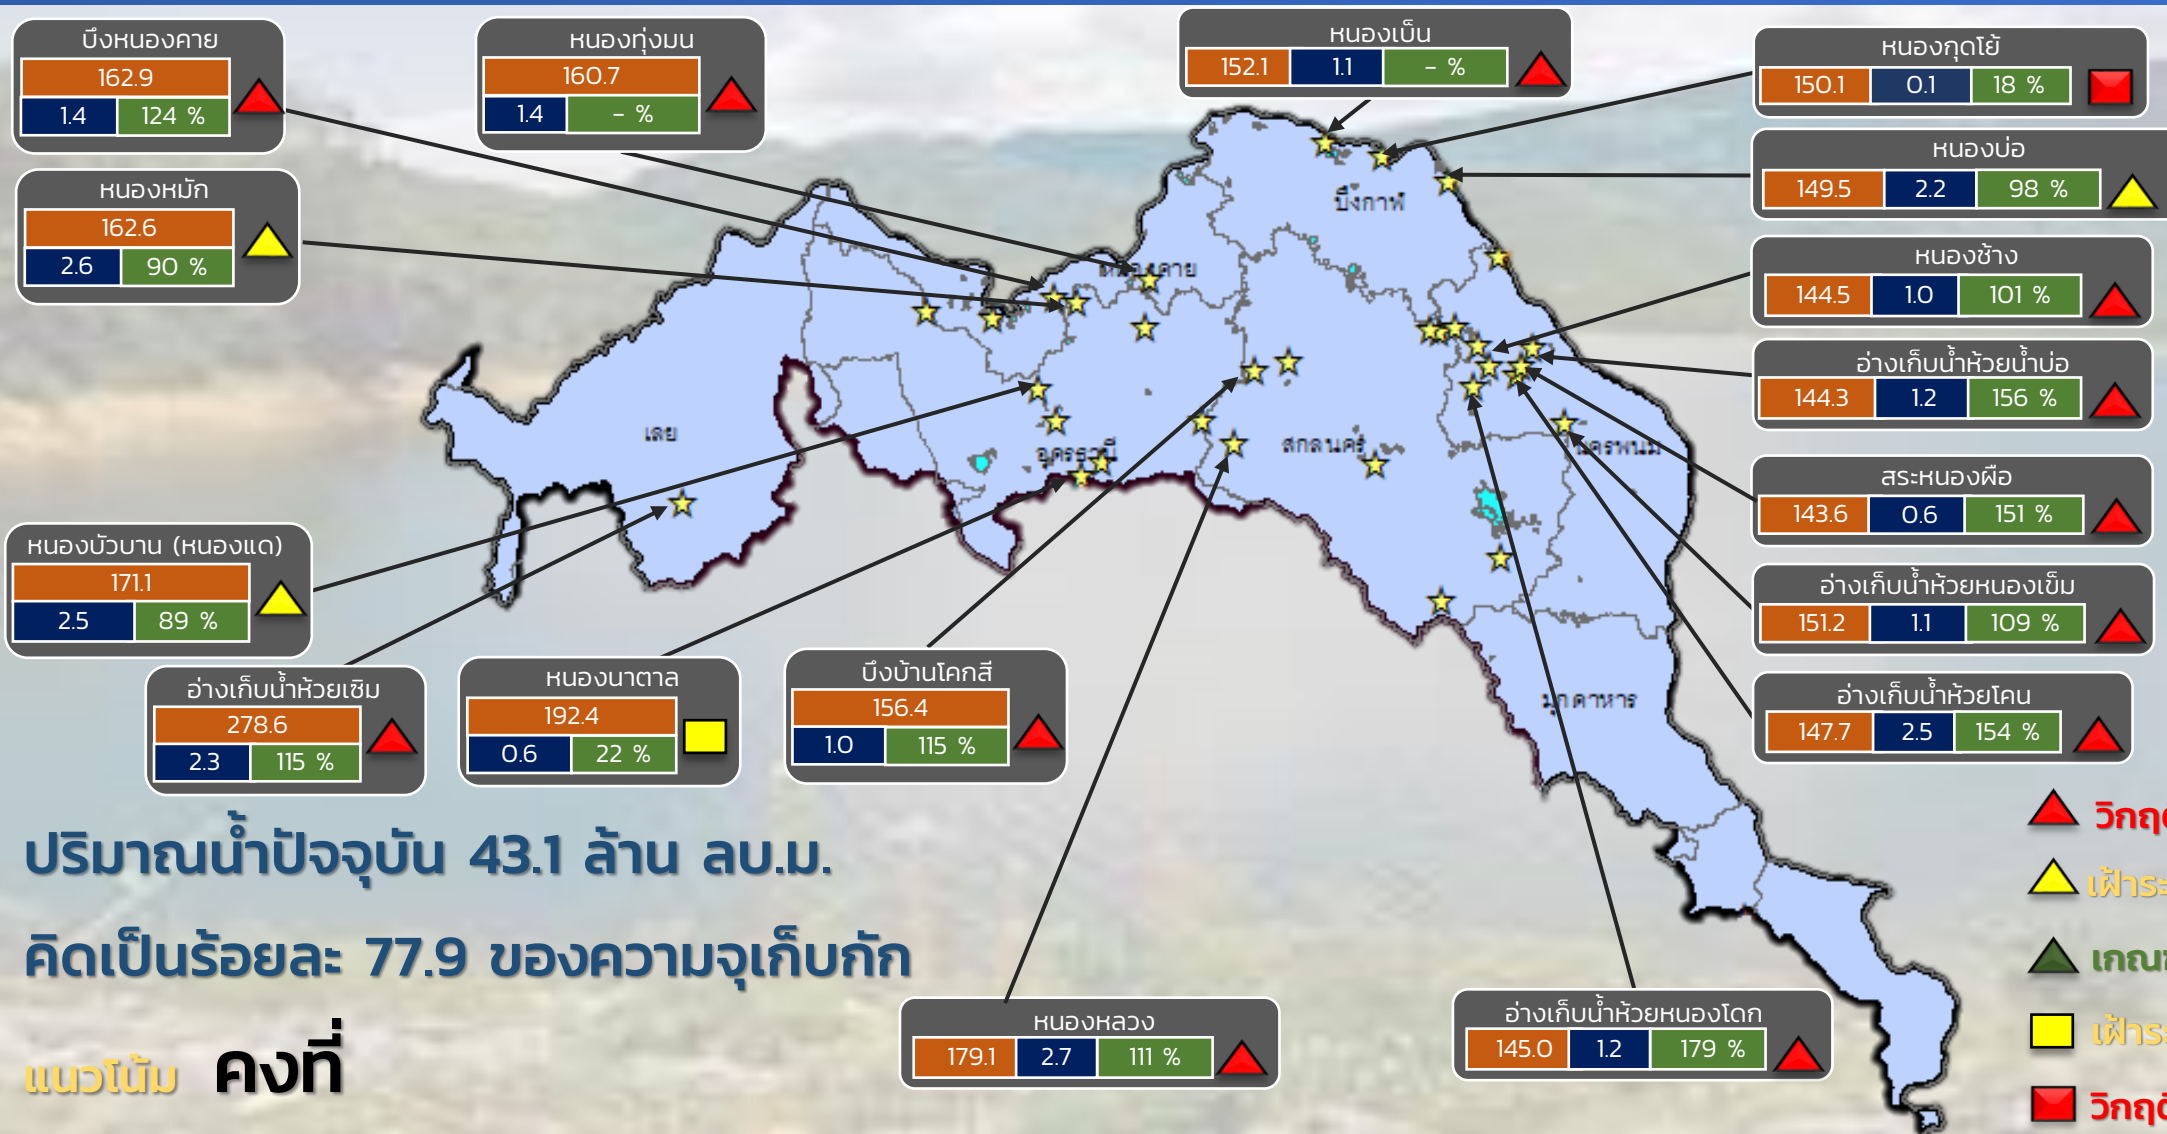 บึงหนองคาย
162.9
1.4 124 %
หนองทุ่งมน
160.7
1.4 - %
หนองเบ็น
152.1 1.1 - %
หนองกุดโย้
150.1 0.1 18 %
หนองหมัก
162.6
2.6 90 %
หนองบ่อ
149.5 2.2 98 %
หนองช้าง
144.5 1.0 101 %
อ่างเก็บน้ำห้วยน้ำบ่อ
144.3 1.2 156 %
สระหนองผือ
143.6 0.6 151 %
อ่างเก็บน้ำห้วยหนองเข็ม
151.2 1.1 109 %
อ่างเก็บน้ำห้วยโคน
147.7 2.5 154 %
บึงกาฬ
หนองคาย
เลย
อุดรธานี
สกลนคร
นครพนม
มุกดาหาร
หนองบัวบาน (หนองแด)
171.1
2.5 89 %
อ่างเก็บน้ำห้วยเซิม
278.6
2.3 115 %
หนองนาตาล
192.4
0.6 22 %
บึงบ้านโคกสี
156.4
1.0 115 %
หนองหลวง
179.1 2.7 111 %
อ่างเก็บน้ำห้วยหนองโดก
145.0 1.2 179 %
ปริมาณน้ำปัจจุบัน 43.1 ล้าน ลบ.ม.
คิดเป็นร้อยละ 77.9 ของความจุเก็บกัก
แนวโน้ม คงที่